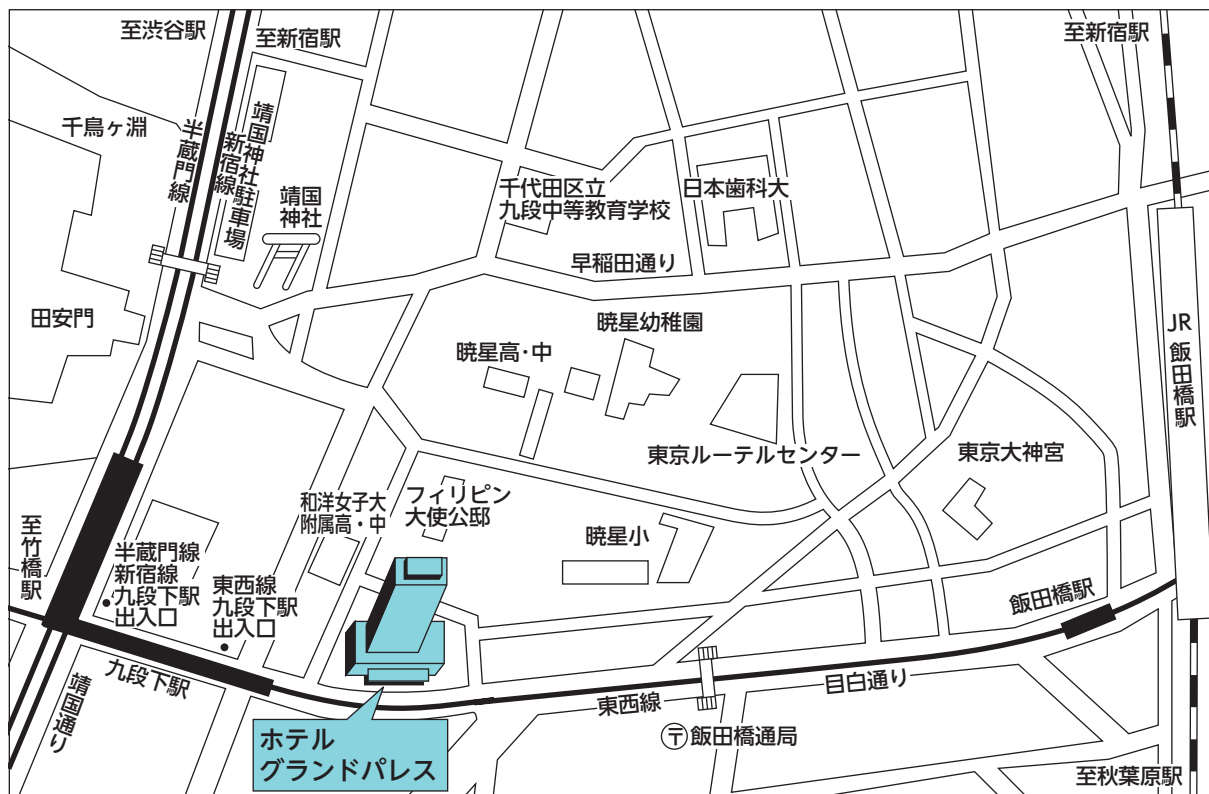 至渋谷駅
至新宿駅
至新宿駅
千鳥ヶ淵
半蔵門線
新宿線
靖国神社駐車場
靖国
神社
千代田区立
九段中等教育学校
日本歯科大
早稲田通り
田安門
暁星幼稚園
暁星高・中
JR
飯田橋駅
東京ルーテルセンター
東京大神宮
和洋女子大
附属高・中
フィリピン
大使公邸
暁星小
至竹橋駅
半蔵門線
新宿線
九段下駅
出入口
東西線
九段下駅
出入口
飯田橋駅
九段下駅
靖国通り
東西線
目白通り
〒飯田橋通局
ホテル
グランドパレス
至秋葉原駅